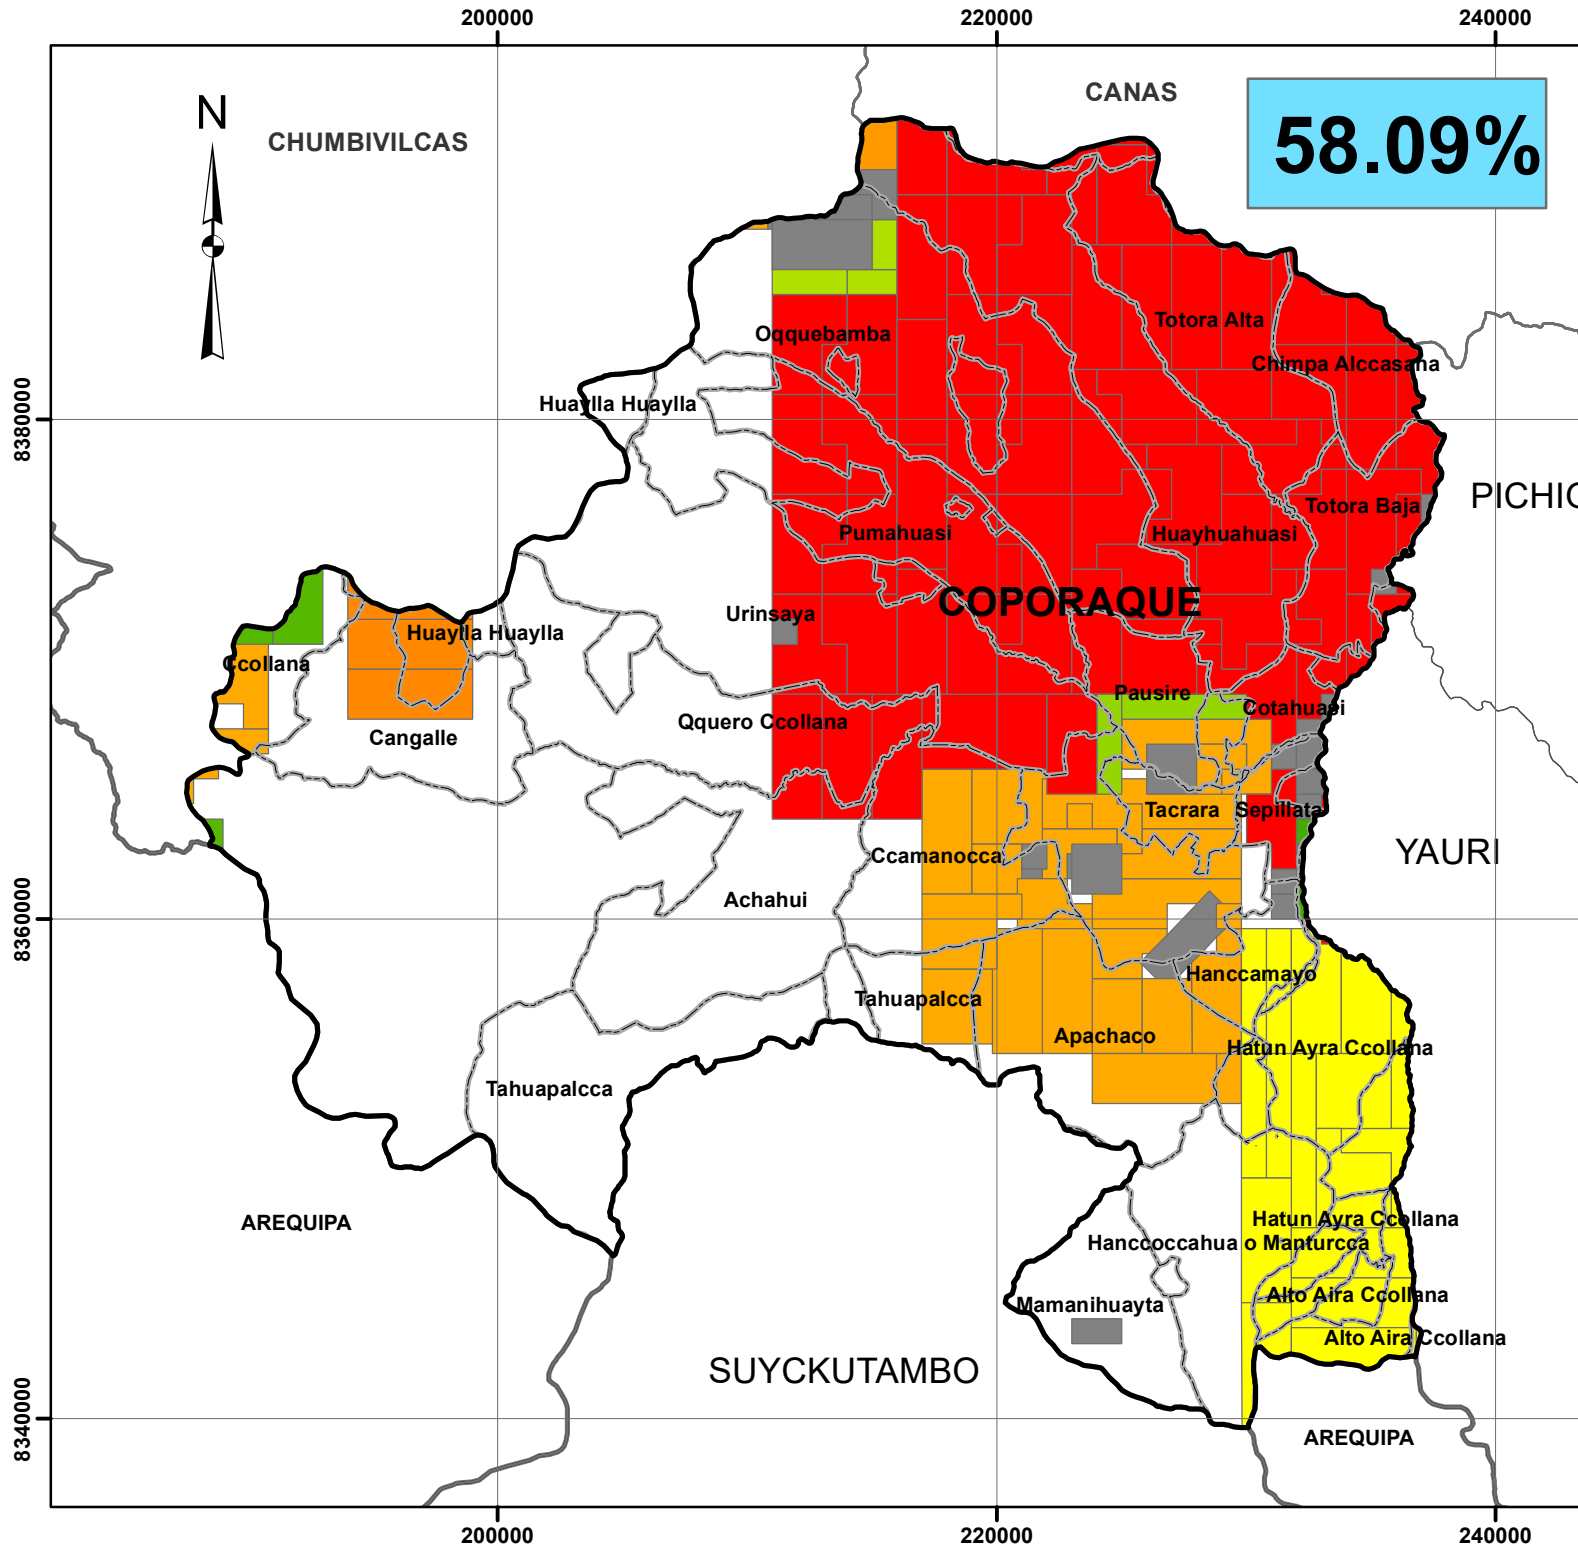 200000
220000
240000
CANAS
58.09%
N
CHUMBIVILCAS
Totora Alta
Oqquebamba
Chimpa Alccasana
Huaylla Huaylla
8380000
PICHIG
Totora Baja
Pumahuasi
Huayhuahuasi
COPORAQUE
Urinsaya
Huaylla Huaylla
Ccollana
Pausire
Cotahuasi
Qquero Ccollana
Cangalle
Tacrara
Sepillata
YAURI
Ccamanocca
Achahui
8360000
Hanccamayo
Tahuapalcca
Apachaco
Hatun Ayra Ccollana
Tahuapalcca
AREQUIPA
Hatun Ayra Ccollana
Hanccoccahua o Manturcca
Alto Aira Ccollana
Mamanihuayta
Alto Aira Ccollana
SUYCKUTAMBO
8340000
AREQUIPA
200000
220000
240000